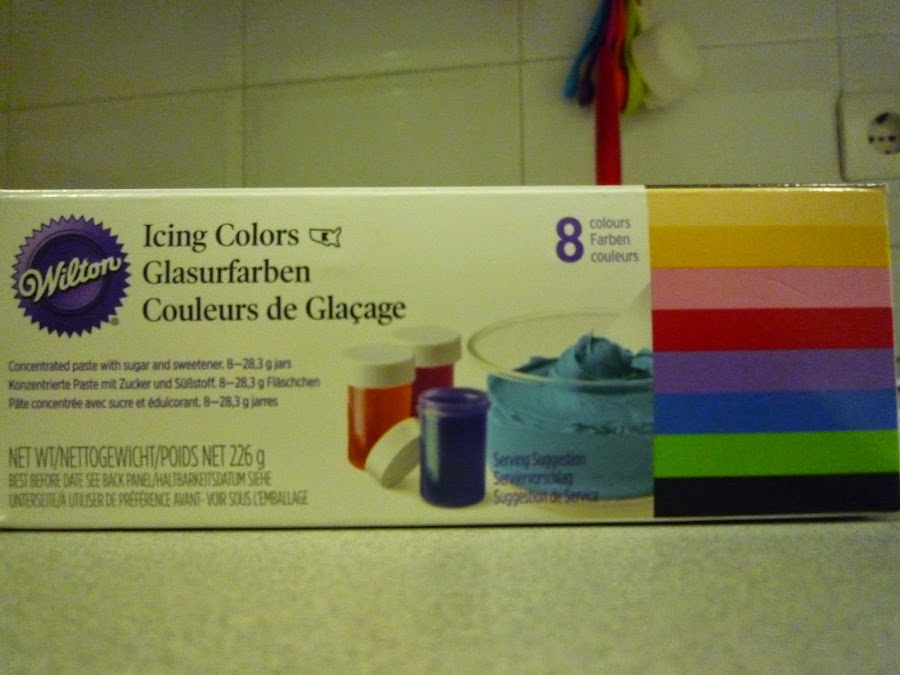 Wilton
Icing Colors
Glasurfarben
Couleurs de Glaçage
8
colours
Farben
couleurs
Concentrated paste with sugar and sweetener. 8—28,3 g jars
Konzentrierte Paste mit Zucker und Süßstoff. 8—28,3 g Fläschchen
Pâte concentrée avec sucre et édulcorant. 8—28,3 g jarres
NET WT/NETTOGEWICHT/POIDS NET 226 g
BEST BEFORE DATE SEE BACK PANEL/HALTBARKEITSDATUM SIEHE
UNTERSEITE/À UTILISER DE PRÉFÉRENCE AVANT- VOIR SOUS L'EMBALLAGE
Serving Suggestion
Serviervorschlag
Suggestion de Service